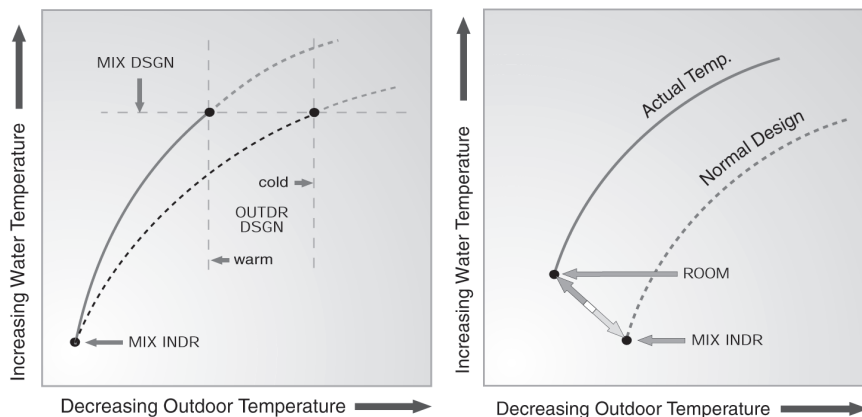 Increasing Water Temperature
MIX DSGN
cold
OUTDR
DSGN
warm
MIX INDR
Decreasing Outdoor Temperature
Increasing Water Temperature
Actual Temp.
Normal Design
ROOM
MIX INDR
Decreasing Outdoor Temperature